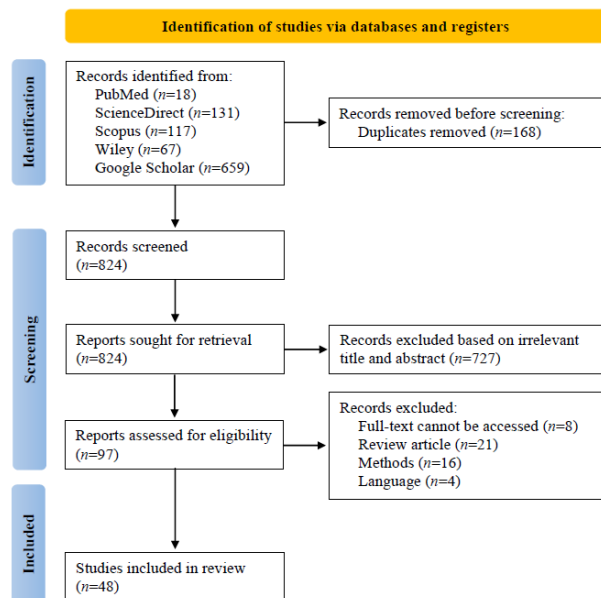 Identification of studies via databases and registers
Identification
Records identified from:
PubMed (n=18)
ScienceDirect (n=131)
Scopus (n=117)
Wiley (n=67)
Google Scholar (n=659)
Records removed before screening:
Duplicates removed (n=168)
Screening
Records screened
(n=824)
Reports sought for retrieval
(n=824)
Records excluded based on irrelevant
title and abstract (n=727)
Reports assessed for eligibility
(n=97)
Records excluded:
Full-text cannot be accessed (n=8)
Review article (n=21)
Methods (n=16)
Language (n=4)
Included
Studies included in review
(n=48)